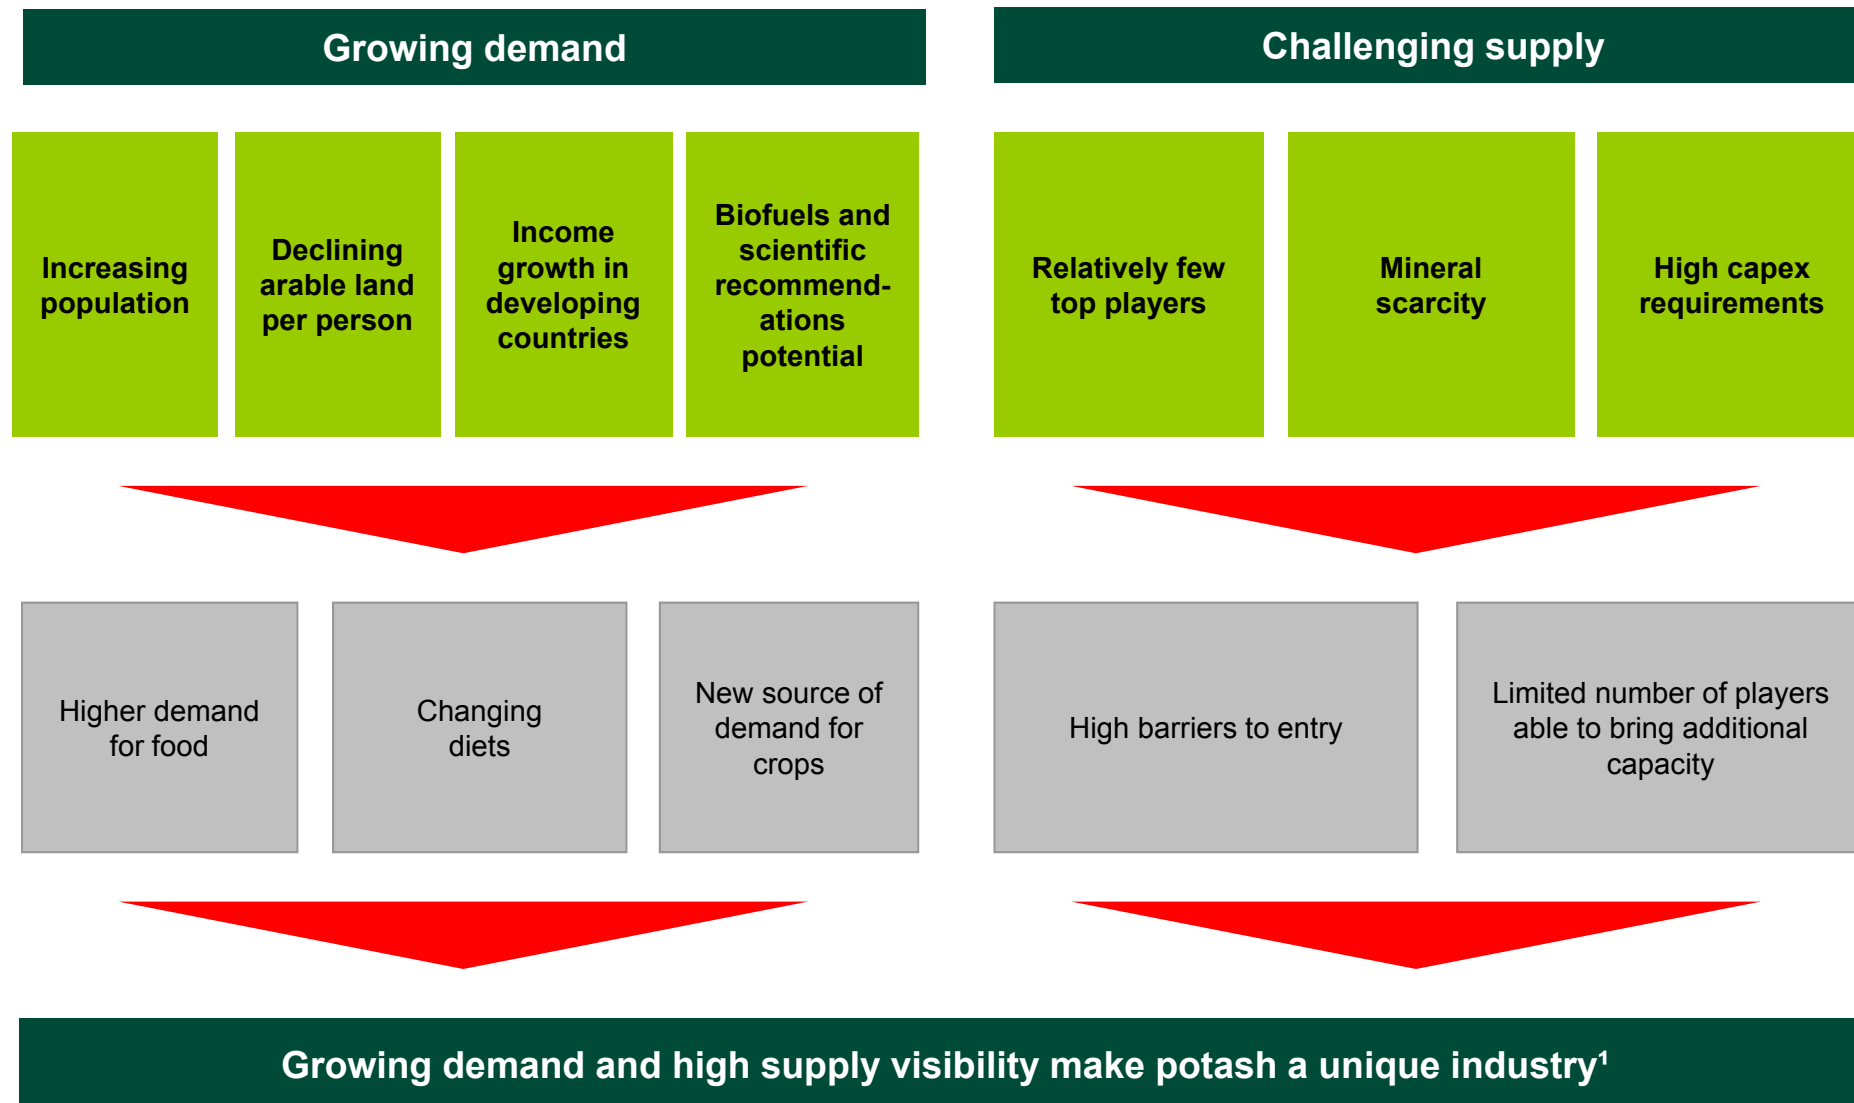 Growing demand
Challenging supply
Increasing
population
Declining
arable land
per person
Income
growth in
developing
countries
Biofuels and
scientific
recommend-
ations
potential
Relatively few
top players
Mineral
scarcity
High capex
requirements
Higher demand
for food
Changing
diets
New source of
demand for
crops
High barriers to entry
Limited number of players
able to bring additional
capacity
Growing demand and high supply visibility make potash a unique industry¹